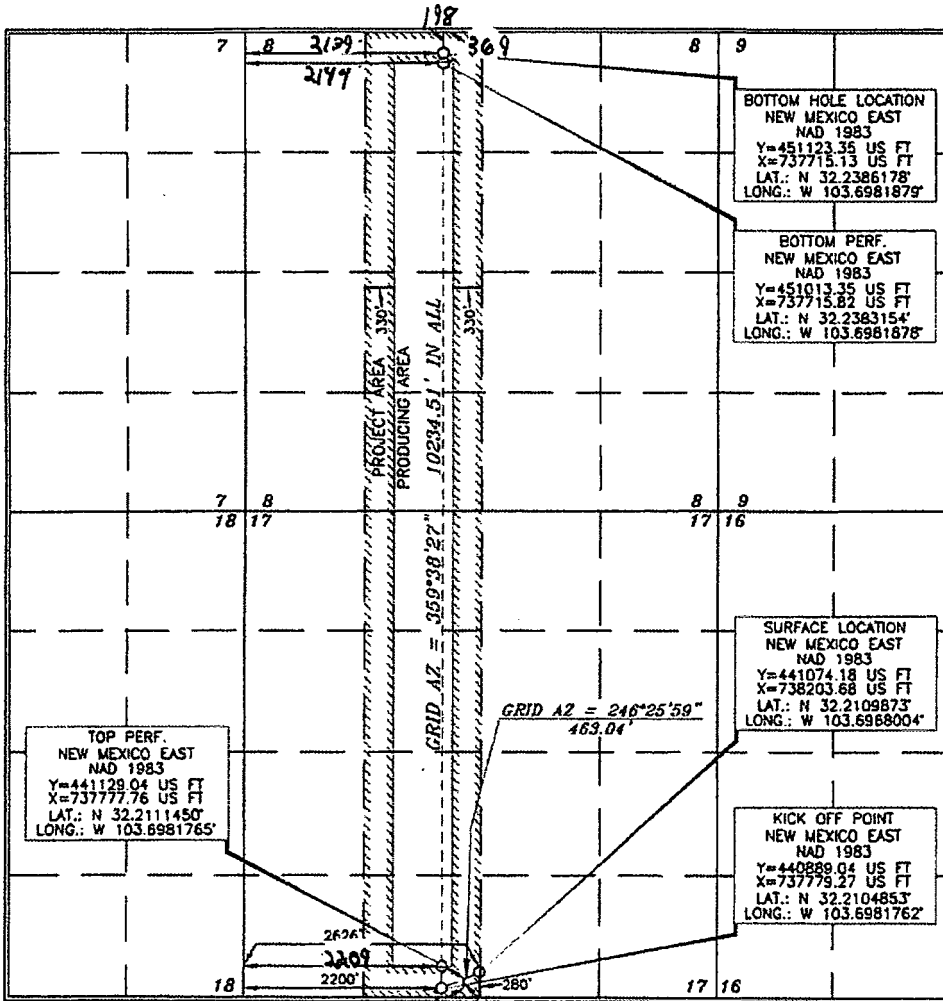 198
7 8 2139 369 8 9
2144
BOTTOM HOLE LOCATION
NEW MEXICO EAST
NAD 1983
Y=451123.35 US FT
X=737715.13 US FT
LAT.: N 32.2386178°
LONG.: W 103.6981879°
BOTTOM PERF.
NEW MEXICO EAST
NAD 1983
Y=451013.35 US FT
X=737715.82 US FT
LAT.: N 32.2383154°
LONG.: W 103.6981878°
330'
330'
PROJECT AREA
PRODUCING AREA
GRID AZ = 359°38'27" 10234.51' IN ALL
7 8 8 9
18 17 17 16
SURFACE LOCATION
NEW MEXICO EAST
NAD 1983
Y=441074.18 US FT
X=738203.68 US FT
LAT.: N 32.2109873°
LONG.: W 103.6968004°
GRID AZ = 246°25'59"
463.04'
TOP PERF.
NEW MEXICO EAST
NAD 1983
Y=441129.04 US FT
X=737777.76 US FT
LAT.: N 32.2111450°
LONG.: W 103.6981765°
KICK OFF POINT
NEW MEXICO EAST
NAD 1983
Y=440889.04 US FT
X=737779.27 US FT
LAT.: N 32.2104853°
LONG.: W 103.6981762°
2626'
2209
2200' 280'
18 17 16